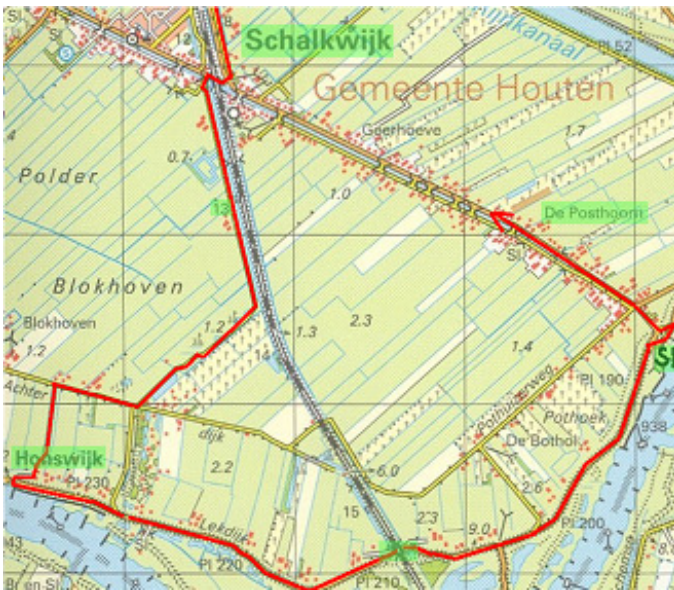 Schalkwijk
Pl 52
Gemeente Houten
Geerhoeve
1.7
0.7
Polder
1.0
13
De Posthoorn
Sl
Blokhoven
Blokhoven
1.2
1.2
1.3
2.3
14
1.4
Achter
dijk
Pothuizerweg
Pl 190
Pothoek
De Bothol
938
Honswijk
Pl 230
2.2
6.0
2.6
15
2.3
9.0
Lekdijk
Pl 200
43
Pl 220
Pl 210
Br en Sl
8